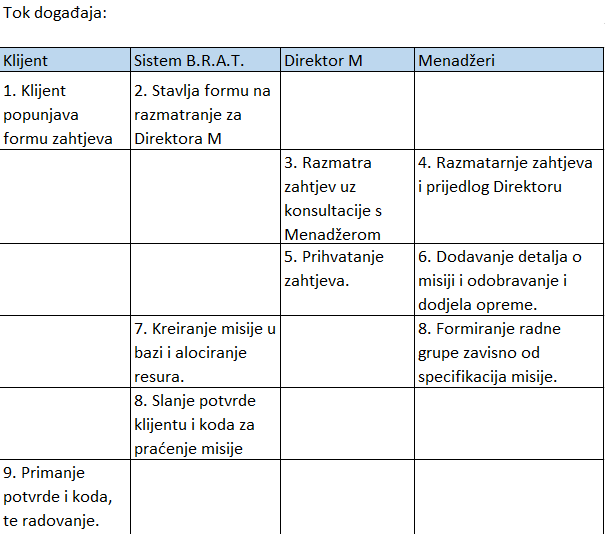 Tok događaja:
Klijent Sistem B.R.A.T. Direktor M Menadžeri
1. Klijent
popunjava
formu zahtjeva
2. Stavlja formu na
razmatranje za
Direktora M
3. Razmatra
zahtjev uz
konsultacije s
Menadžerom
4. Razmatarnje zahtjeva
i prijedlog Direktoru
5. Prihvatanje
zahtjeva.
6. Dodavanje detalja o
misiji i odobravanje i
dodjela opreme.
7. Kreiranje misije u
bazi i alociranje
resura.
8. Formiranje radne
grupe zavisno od
specifikacija misije.
8. Slanje potvrde
klijentu i koda za
praćenje misije
9. Primanje
potvrde i koda,
te radovanje.